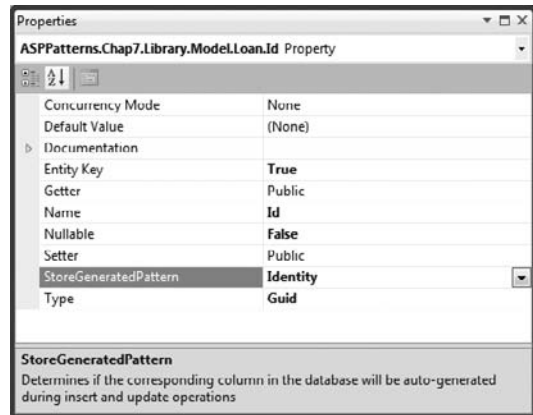 Properties
ASPPatterns.Chap7.Library.Model.Loan.Id Property
Concurrency Mode None
Default Value (None)
Documentation
Entity Key True
Getter Public
Name Id
Nullable False
Setter Public
StoreGeneratedPattern Identity
Type Guid
StoreGeneratedPattern
Determines if the corresponding column in the database will be auto-generated
during insert and update operations